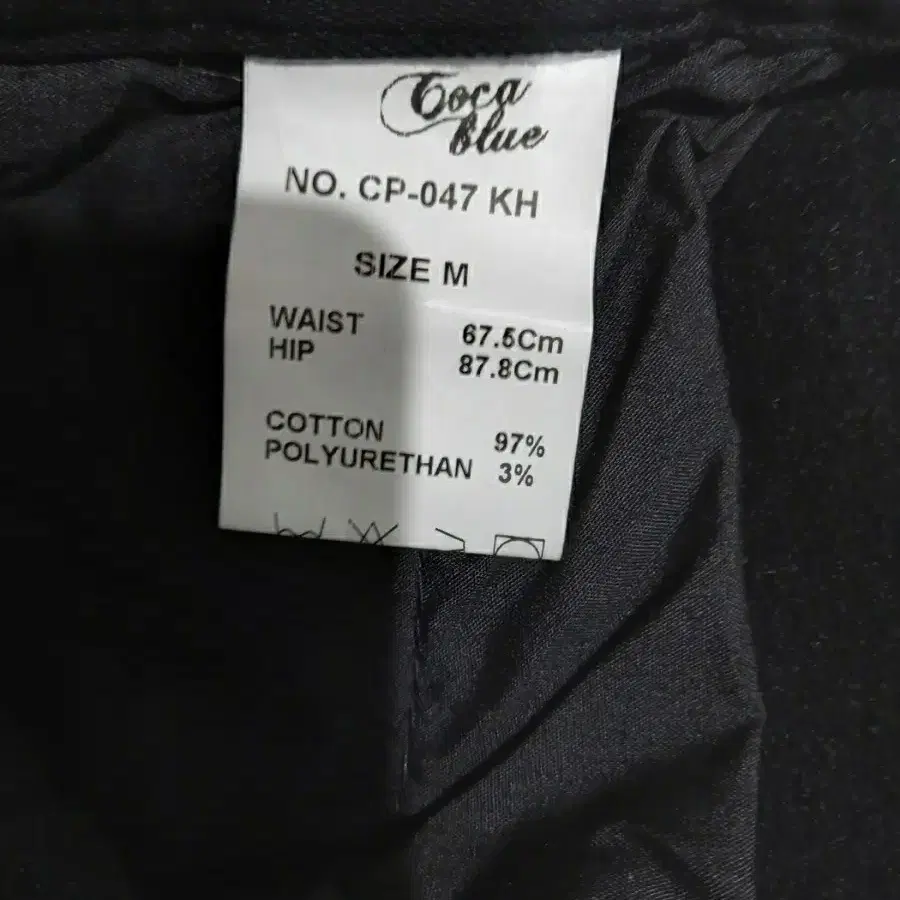 Coca
blue
NO. CP-047 KH
SIZE M
WAIST 67.5Cm
HIP 87.8Cm
COTTON 97%
POLYURETHAN 3%